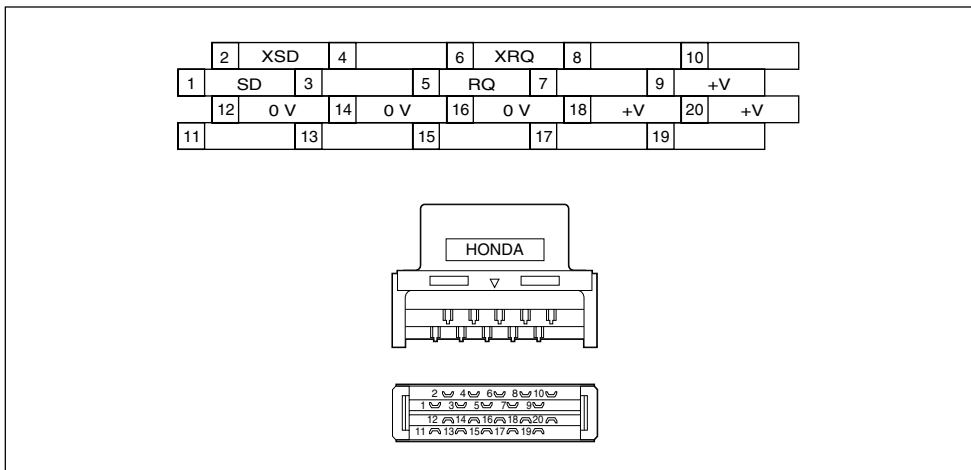 2 XSD 4 6 XRQ 8 10
1 SD 3 5 RQ 7 9 +V
12 0 V 14 0 V 16 0 V 18 +V 20 +V
11 13 15 17 19
HONDA
2 4 6 8 10
1 3 5 7 9
12 14 16 18 20
11 13 15 17 19